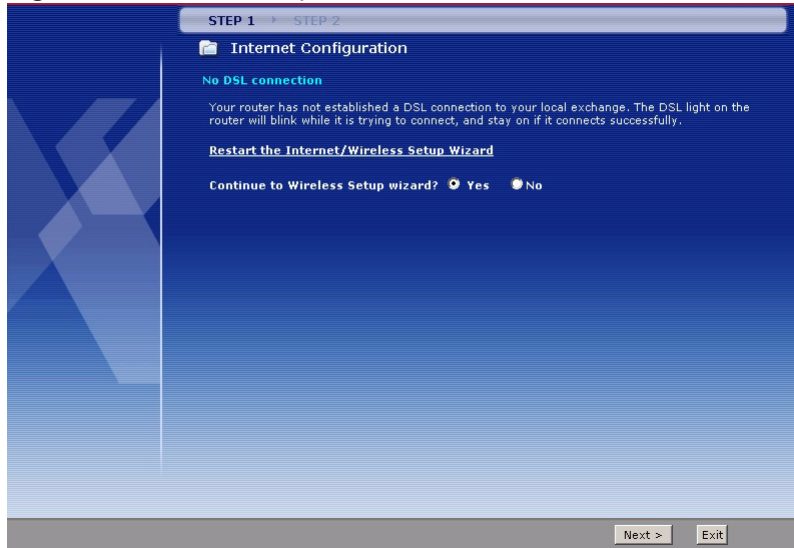 STEP 1 STEP 2
Internet Configuration
No DSL connection
Your router has not established a DSL connection to your local exchange. The DSL light on the
router will blink while it is trying to connect, and stay on if it connects successfully.
Restart the Internet/Wireless Setup Wizard
Continue to Wireless Setup wizard? Yes No
Next > Exit